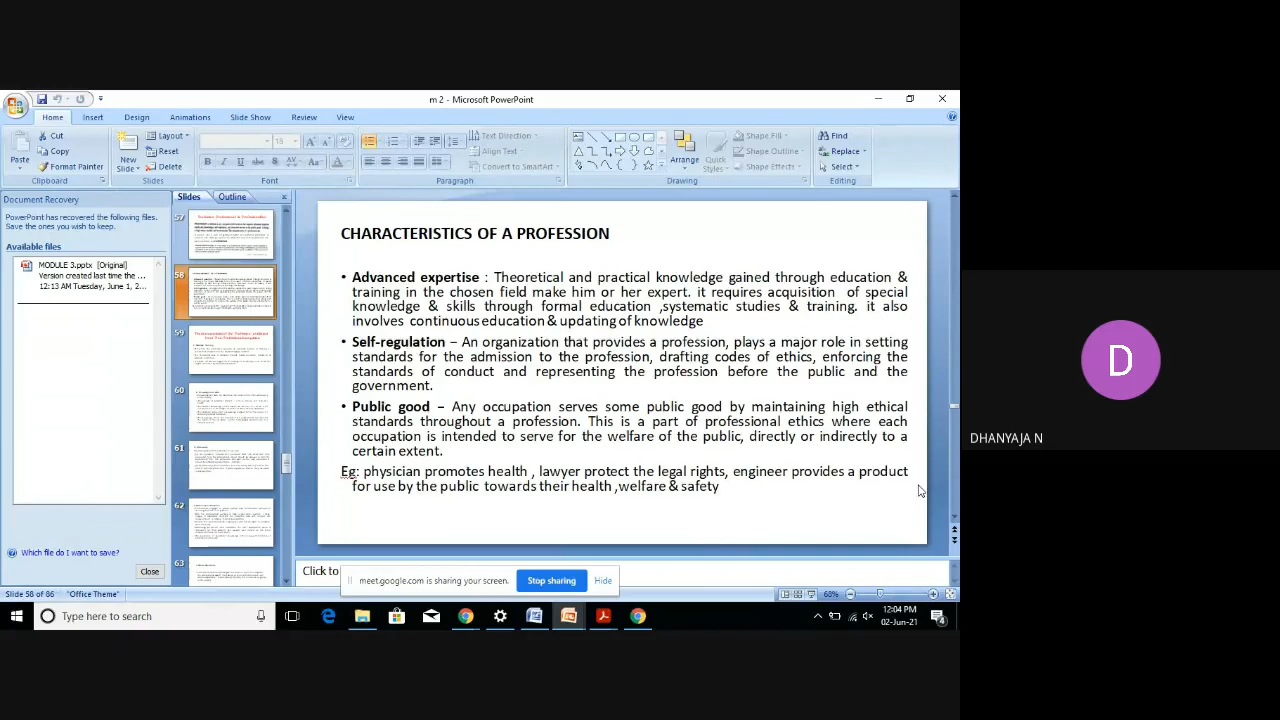 m 2 - Microsoft PowerPoint
Home Insert Design Animations Slide Show Review View
Paste
Cut
Copy
Format Painter
Clipboard
New
Slide
Layout
Reset
Delete
Slides
18
Font
Paragraph
Text Direction
Align Text
Convert to SmartArt
Arrange
Quick
Styles
Shape Fill
Shape Outline
Shape Effects
Drawing
Find
Replace
Select
Editing
Document Recovery
PowerPoint has recovered the following files.
Save the ones you wish to keep.
Available files
MODULE 3.pptx [Original]
Version created last time the ...
12:13 AM Tuesday, June 1, 2...
Which file do I want to save?
Close
Slides Outline
57
58
59
60
61
62
63
CHARACTERISTICS OF A PROFESSION
• Advanced expertise : Theoretical and practical knowledge gained through education &
training in the chosen field make him or her expert. it requires acquisition of special
knowledge & skills through formal education ,systematic studies & training. it also
involves continuous education & updating of knowledge
• Self-regulation – An organization that provides a profession, plays a major role in setting
standards for the admission to the profession, drafting codes of ethics, enforcing the
standards of conduct and representing the profession before the public and the
government.
• Public good – Any occupation serves some public good by maintaining high ethical
standards throughout a profession. This is a part of professional ethics where each
occupation is intended to serve for the welfare of the public, directly or indirectly to a
certain extent.
Eg: physician promotes health , lawyer protect the legal rights, engineer provides a product
for use by the public towards their health ,welfare & safety
Click to
meet.google.com is sharing your screen.
Stop sharing
Hide
Slide 58 of 86 "Office Theme" 68%
Type here to search
12:04 PM
02-Jun-21
4
D
DHANYAJA N